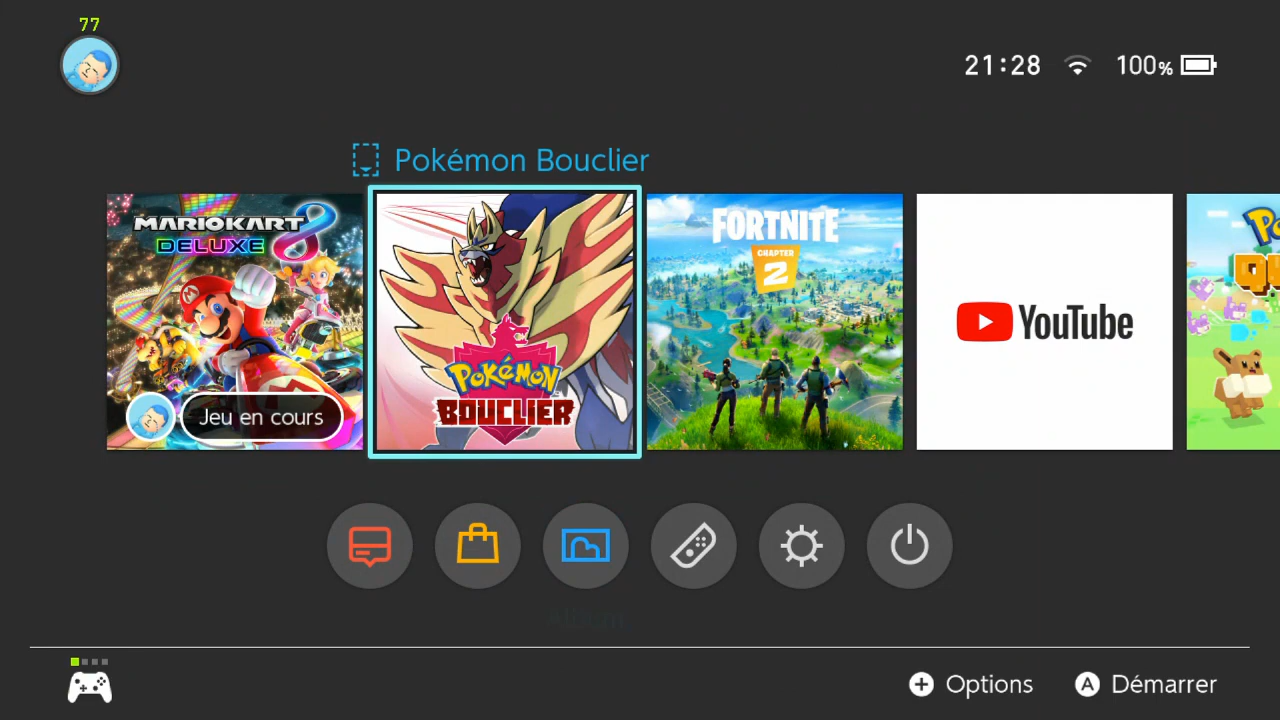 77
21:28 100%
Pokémon Bouclier
MARIOKART 8
DELUXE
Jeu en cours
POKÉMON
BOUCLIER
FORTNITE
CHAPTER
2
YouTube
Album
Options Démarrer
A